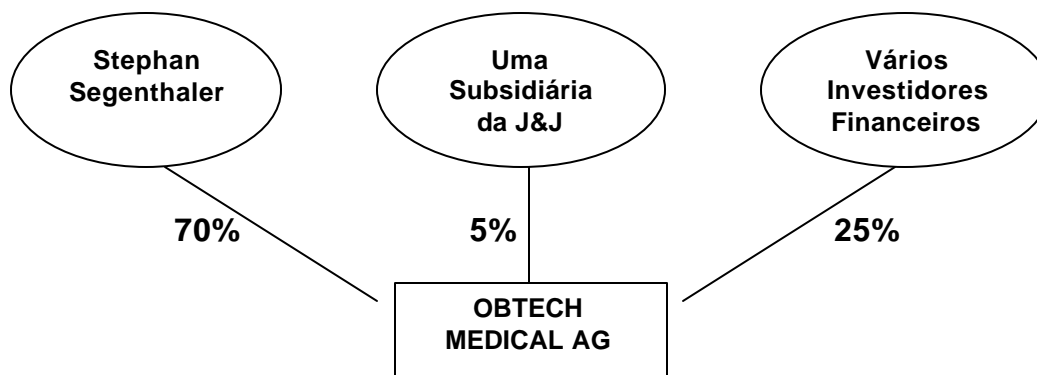 Stephan
Segenthaler
Uma
Subsidiária
da J&J
Vários
Investidores
Financeiros
70%
5%
25%
OBTECH
MEDICAL AG